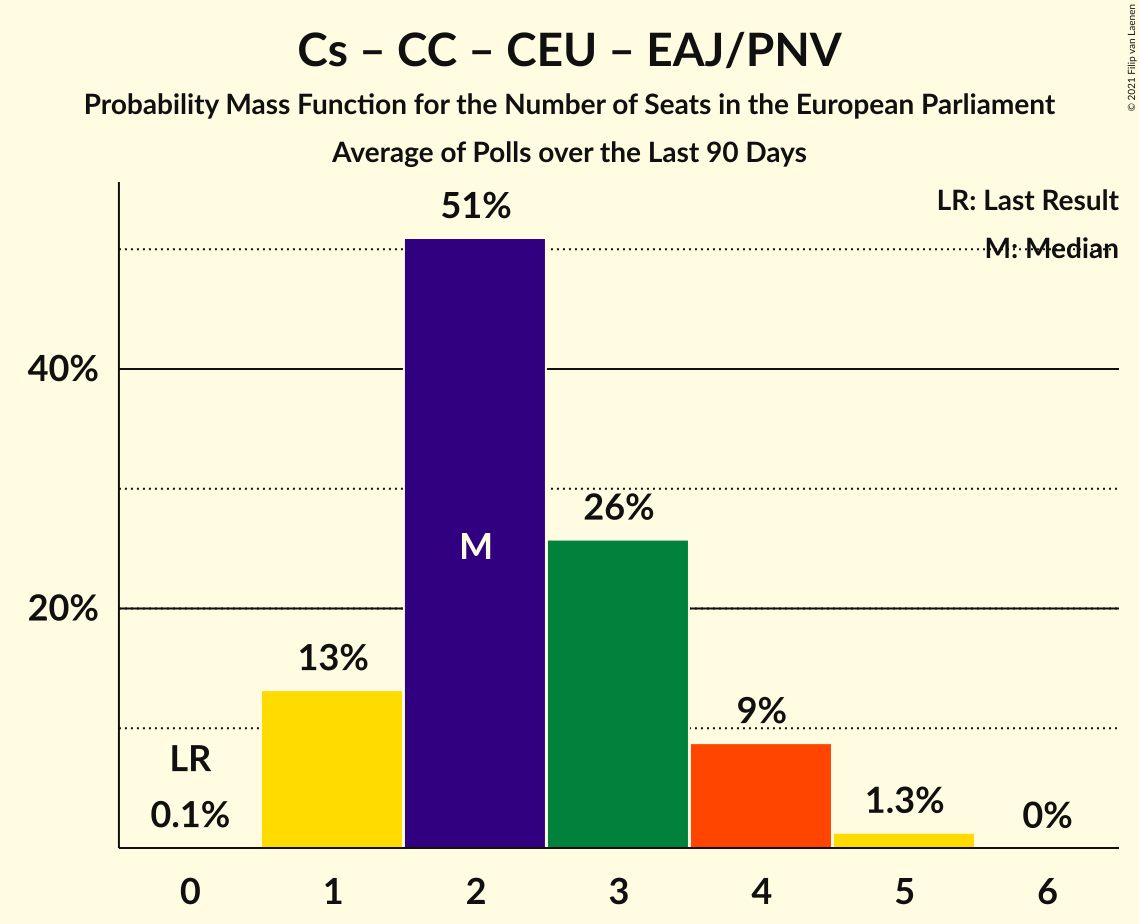 Cs – CC – CEU – EAJ/PNV
Probability Mass Function for the Number of Seats in the European Parliament
Average of Polls over the Last 90 Days
© 2021 Filip van Laenen
LR: Last Result
M: Median
51%
40%
26%
M
20%
13%
9%
LR
0.1%
1.3%
0%
0 1 2 3 4 5 6